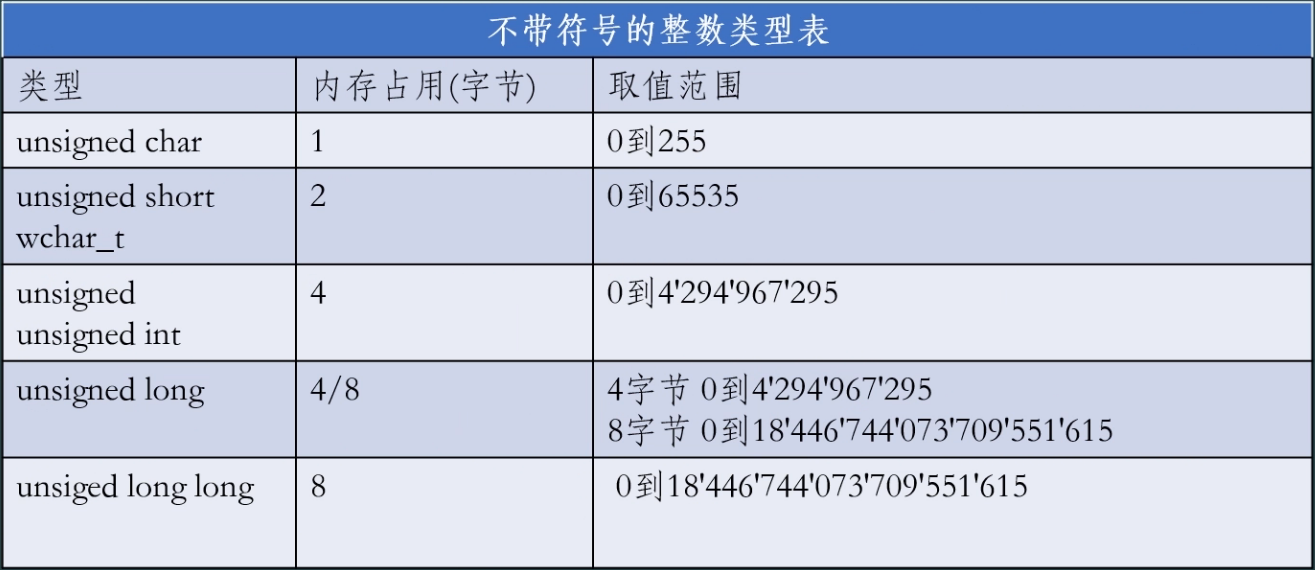 不带符号的整数类型表
类型 内存占用(字节) 取值范围
unsigned char 1 0到255
unsigned short 2 0到65535
wchar_t
unsigned 4 0到4'294'967'295
unsigned int
unsigned long 4/8 4字节 0到4'294'967'295
8字节 0到18'446'744'073'709'551'615
unsiged long long 8 0到18'446'744'073'709'551'615